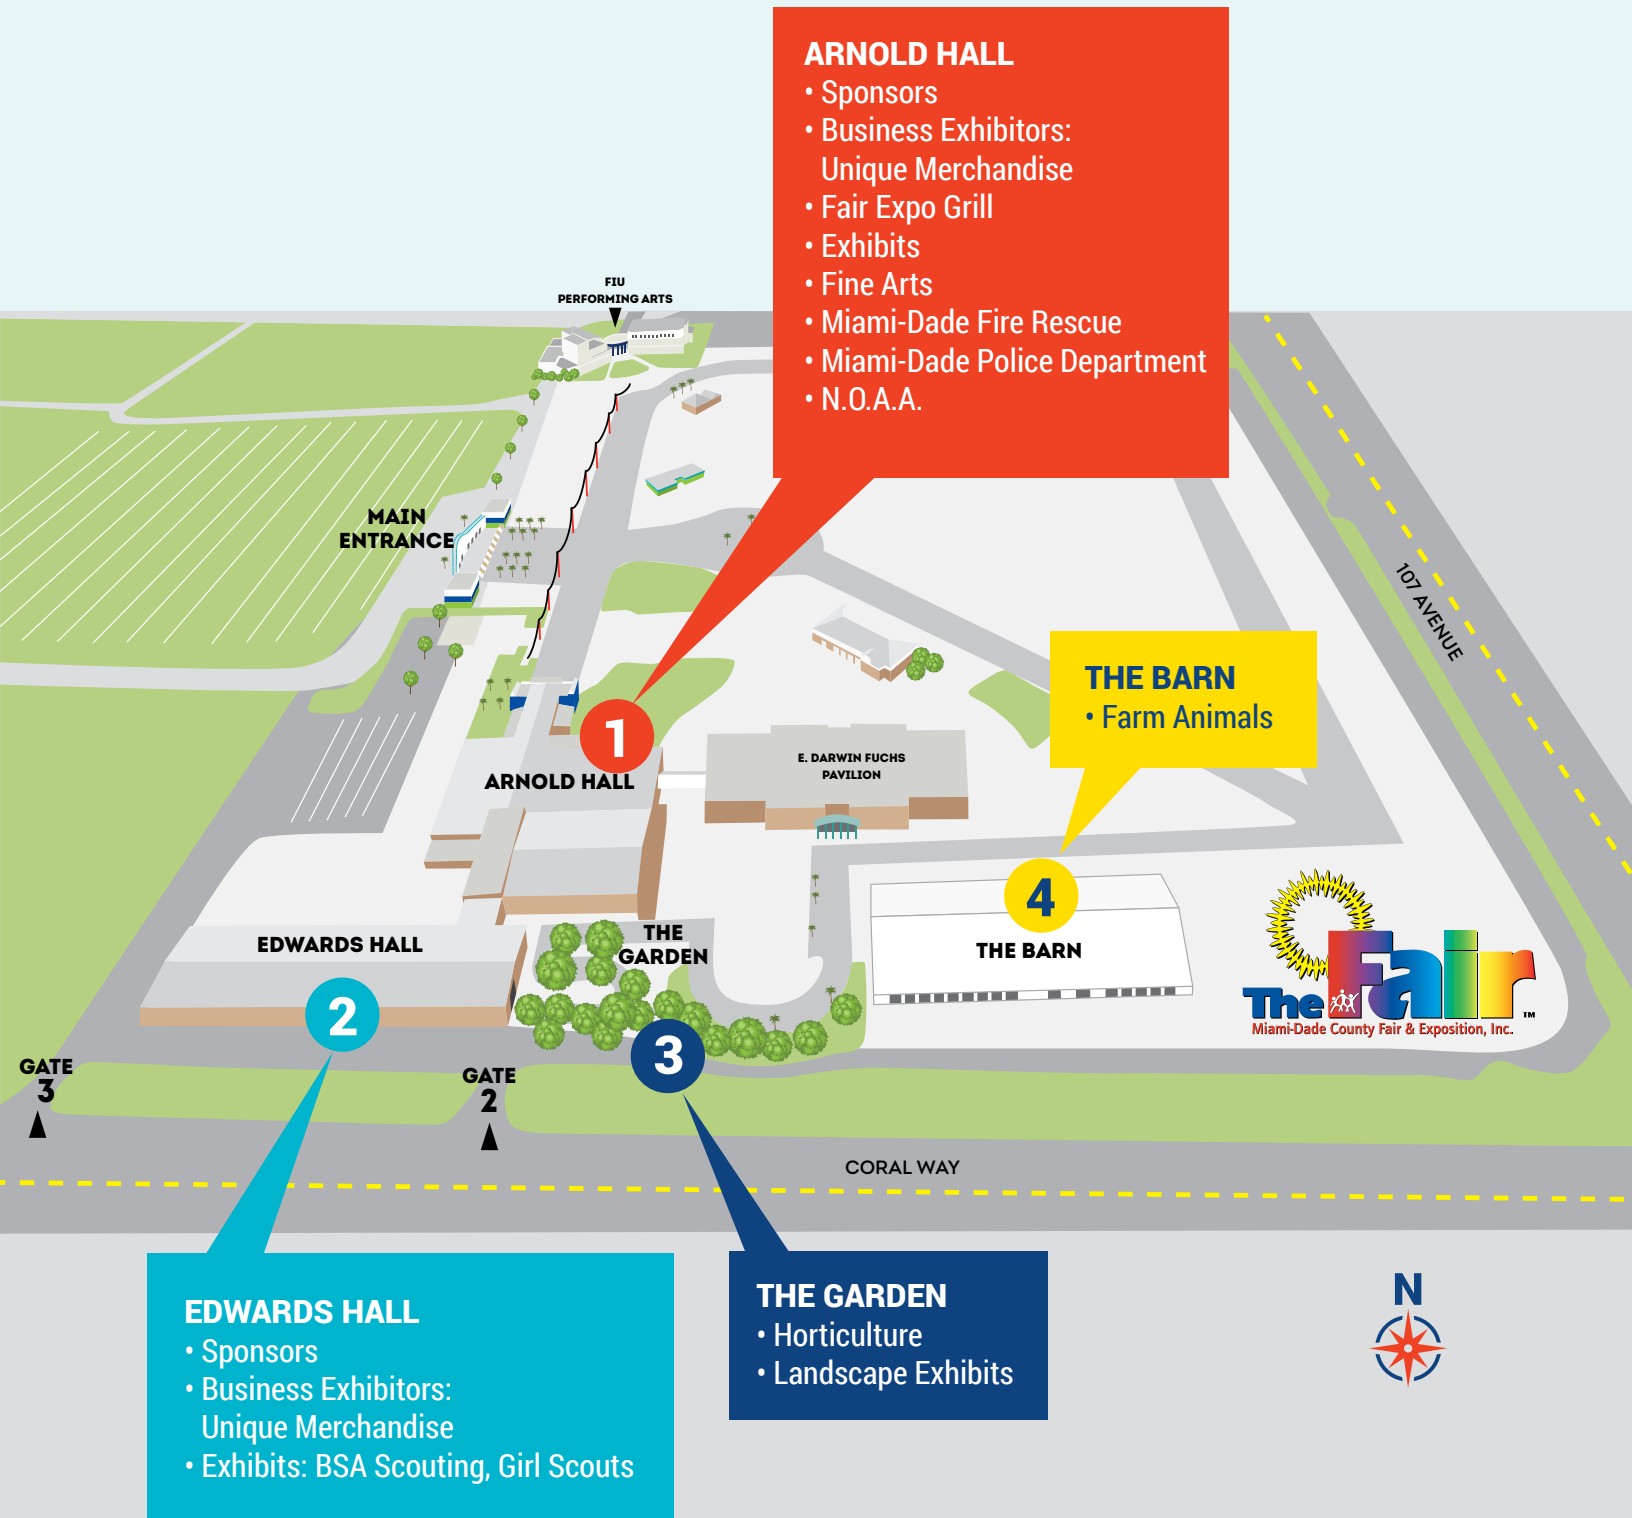 ARNOLD HALL
• Sponsors
• Business Exhibitors:
Unique Merchandise
• Fair Expo Grill
• Exhibits
• Fine Arts
• Miami-Dade Fire Rescue
• Miami-Dade Police Department
• N.O.A.A.
FIU
PERFORMING ARTS
MAIN
ENTRANCE
107 AVENUE
THE BARN
• Farm Animals
1
ARNOLD HALL
E. DARWIN FUCHS
PAVILION
4
THE BARN
THE
GARDEN
EDWARDS HALL
2
3
The Fair
TM
Miami-Dade County Fair & Exposition, Inc.
GATE
3
GATE
2
CORAL WAY
EDWARDS HALL
• Sponsors
• Business Exhibitors:
Unique Merchandise
• Exhibits: BSA Scouting, Girl Scouts
THE GARDEN
• Horticulture
• Landscape Exhibits
N